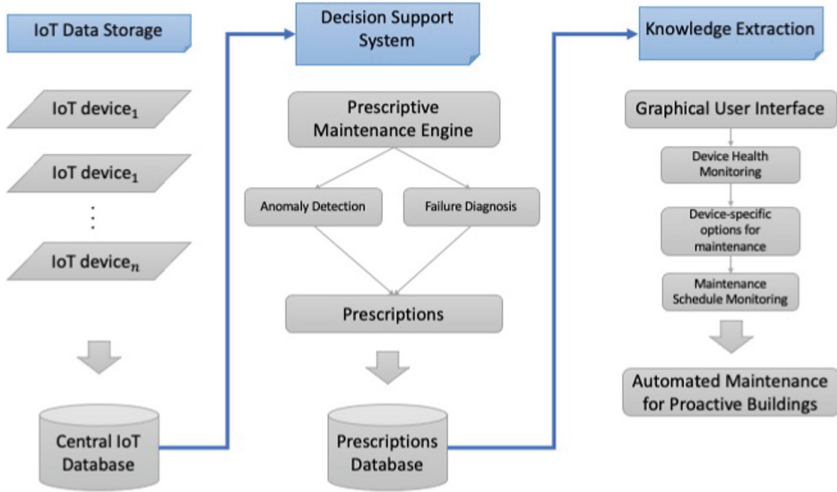 IoT Data Storage
IoT device₁
IoT device₁
⋮
IoT deviceₙ
Central IoT
Database
Decision Support
System
Prescriptive
Maintenance Engine
Anomaly Detection
Failure Diagnosis
Prescriptions
Prescriptions
Database
Knowledge Extraction
Graphical User Interface
Device Health
Monitoring
Device-specific
options for
maintenance
Maintenance
Schedule Monitoring
Automated Maintenance
for Proactive Buildings